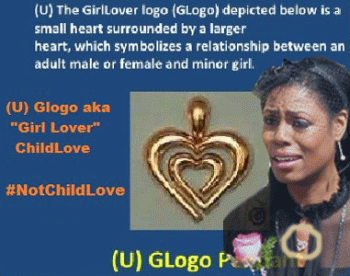 (U) The GirlLover logo (GLogo) depicted below is a
small heart surrounded by a larger
heart, which symbolizes a relationship between an
adult male or female and minor girl.
(U) Glogo aka
"Girl Lover"
ChildLove
#NotChildLove
(U) GLogo